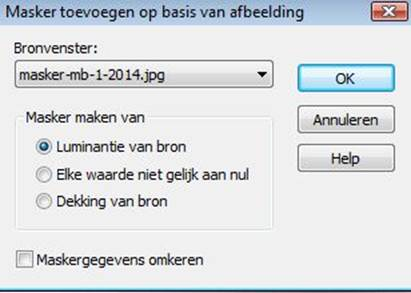 Masker toevoegen op basis van afbeelding
Bronvenster:
masker-mb-1-2014.jpg
OK
Masker maken van
Annuleren
Luminantie van bron
Help
Elke waarde niet gelijk aan nul
Dekking van bron
Maskergegevens omkeren